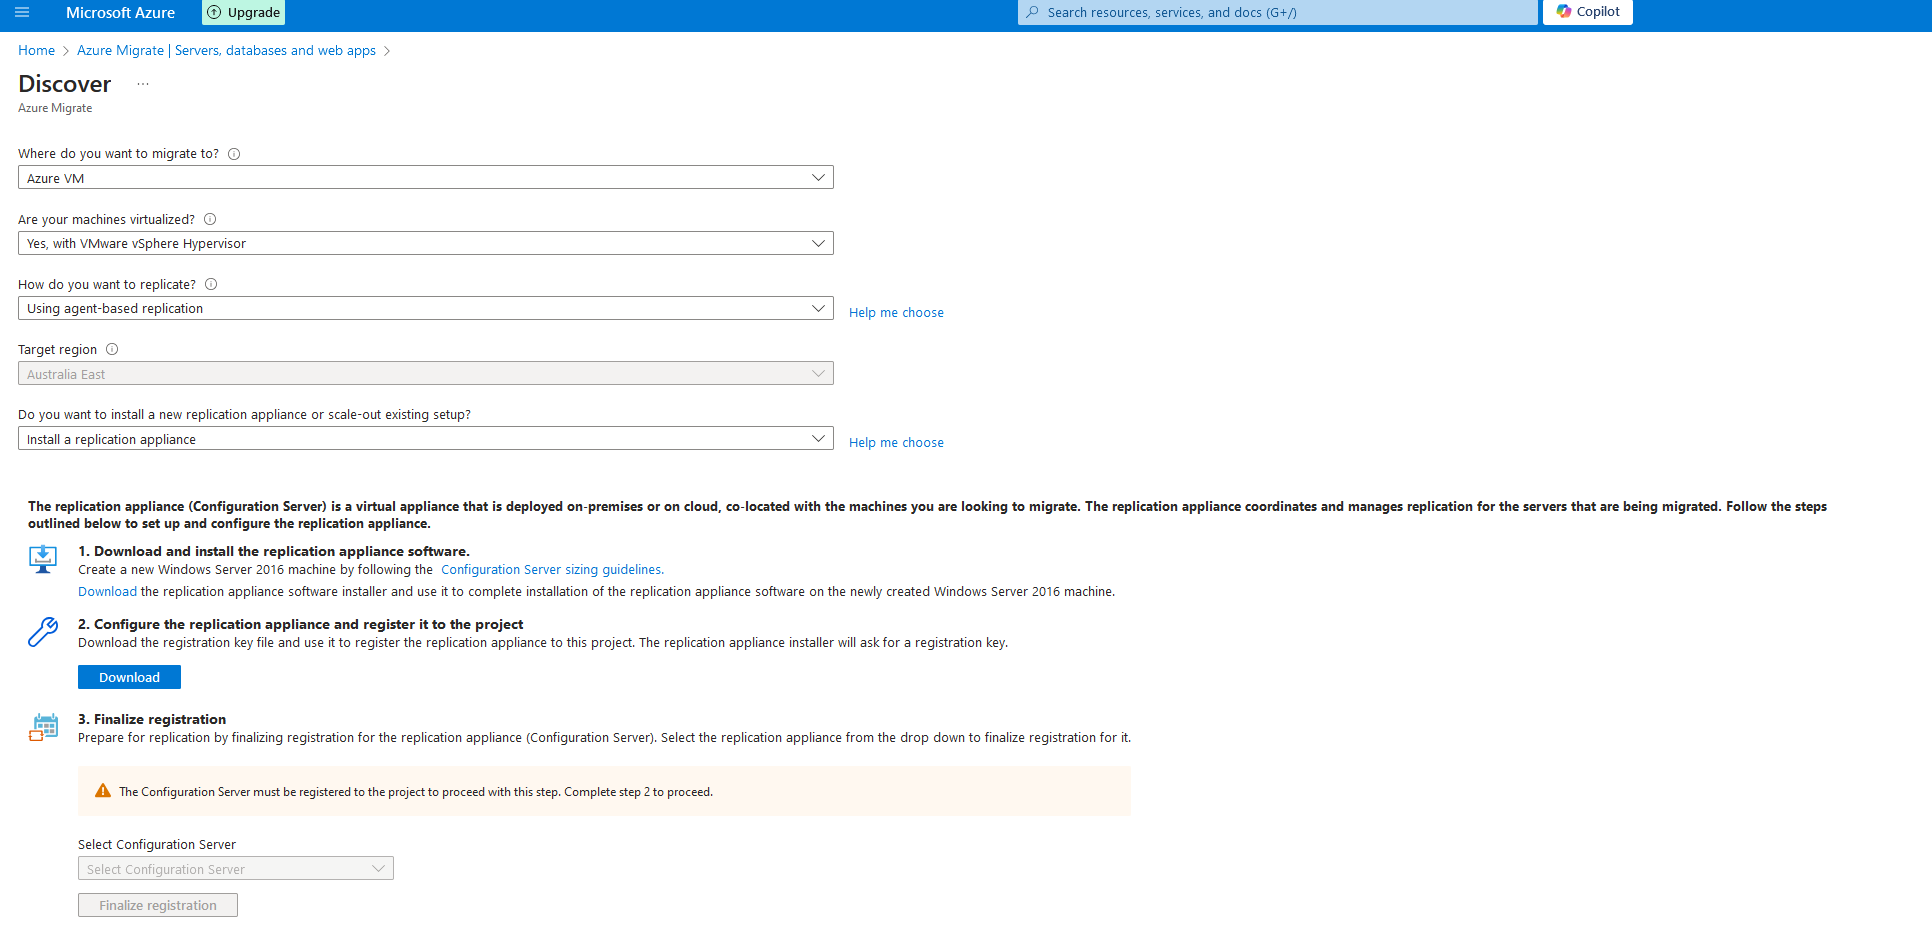 Microsoft Azure
Upgrade
Search resources, services, and docs (G+/)
Copilot
Home > Azure Migrate | Servers, databases and web apps >
Discover ...
Azure Migrate
Where do you want to migrate to?
Azure VM
Are your machines virtualized?
Yes, with VMware vSphere Hypervisor
How do you want to replicate?
Using agent-based replication
Help me choose
Target region
Australia East
Do you want to install a new replication appliance or scale-out existing setup?
Install a replication appliance
Help me choose
The replication appliance (Configuration Server) is a virtual appliance that is deployed on-premises or on cloud, co-located with the machines you are looking to migrate. The replication appliance coordinates and manages replication for the servers that are being migrated. Follow the steps
outlined below to set up and configure the replication appliance.
1. Download and install the replication appliance software.
Create a new Windows Server 2016 machine by following the Configuration Server sizing guidelines.
Download the replication appliance software installer and use it to complete installation of the replication appliance software on the newly created Windows Server 2016 machine.
2. Configure the replication appliance and register it to the project
Download the registration key file and use it to register the replication appliance to this project. The replication appliance installer will ask for a registration key.
Download
3. Finalize registration
Prepare for replication by finalizing registration for the replication appliance (Configuration Server). Select the replication appliance from the drop down to finalize registration for it.
The Configuration Server must be registered to the project to proceed with this step. Complete step 2 to proceed.
Select Configuration Server
Select Configuration Server
Finalize registration